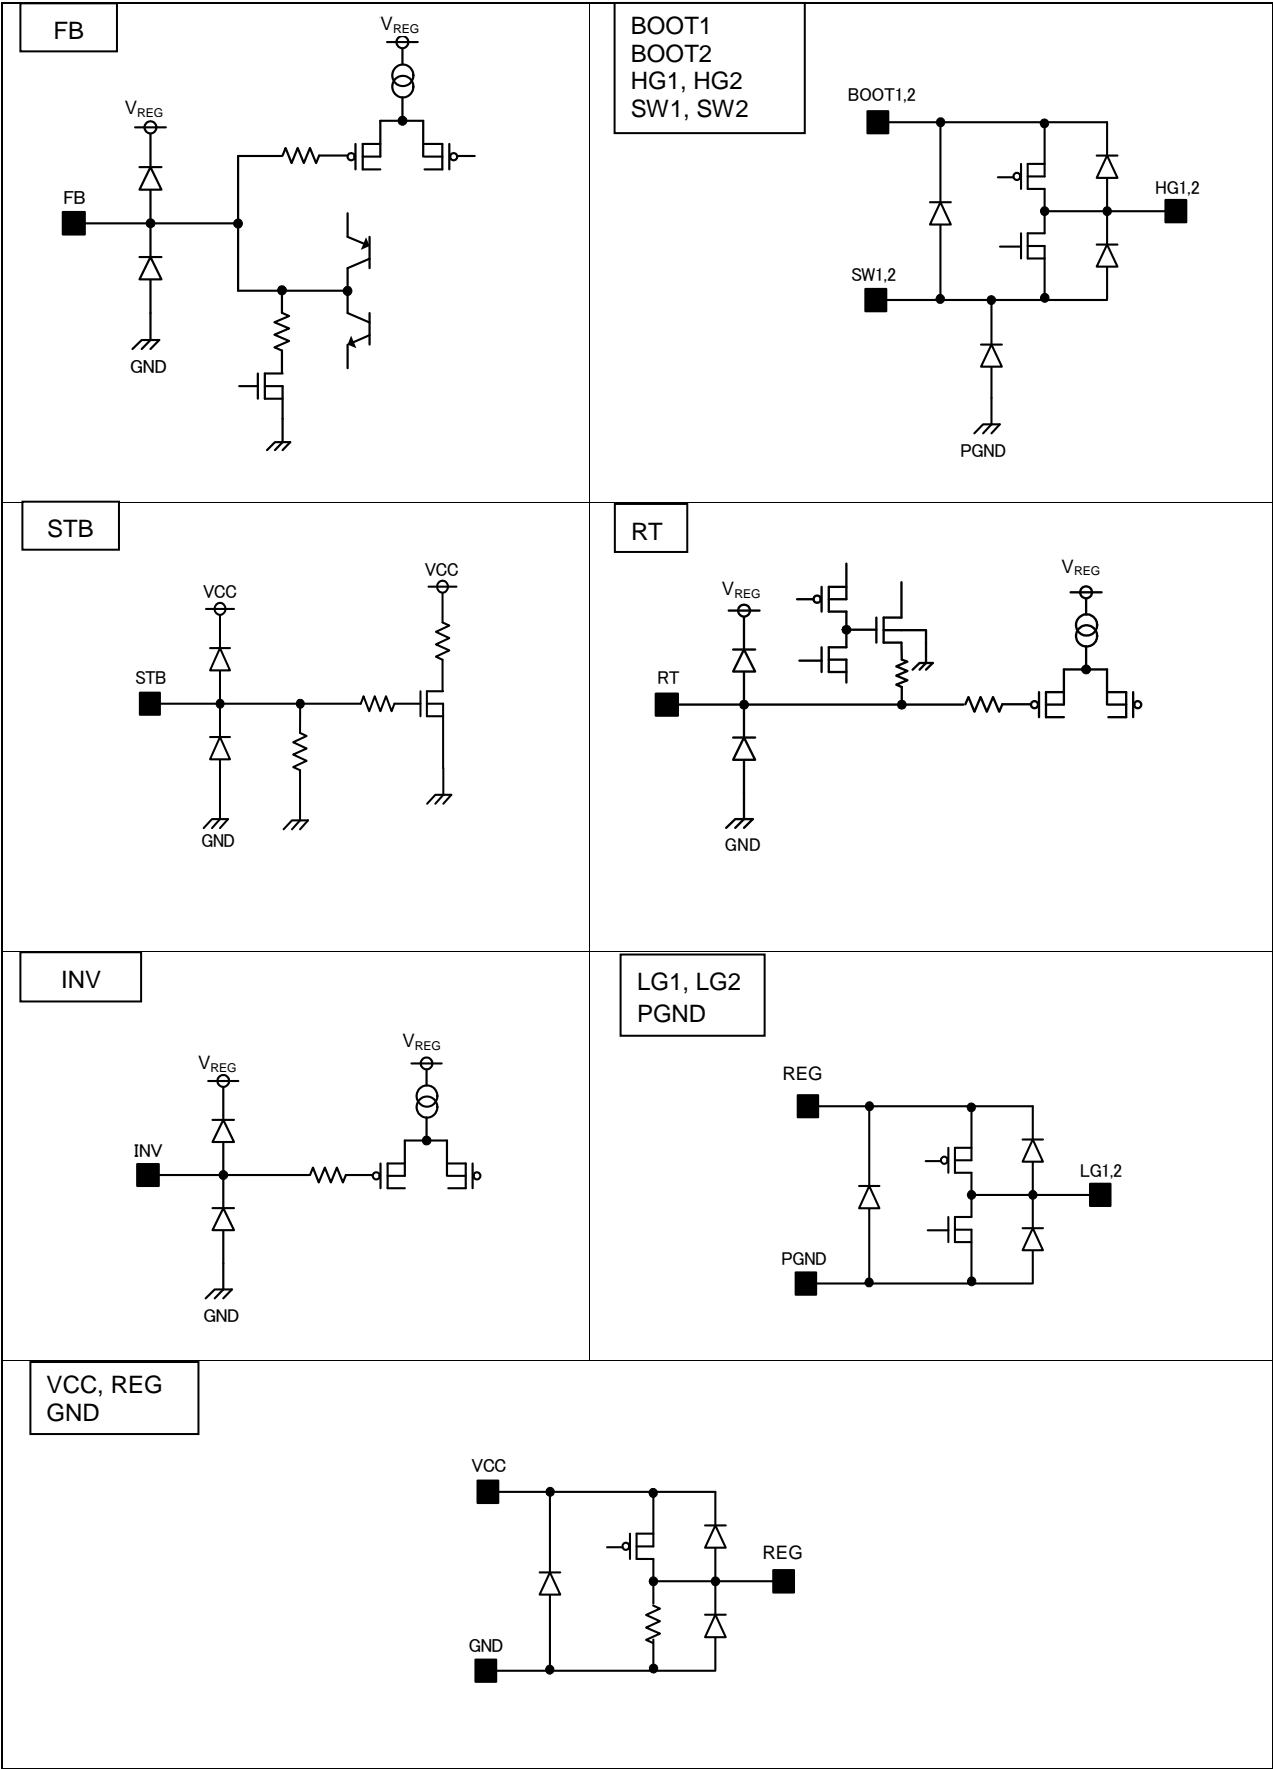 FB
VREG
VREG
FB
GND
BOOT1
BOOT2
HG1, HG2
SW1, SW2
BOOT1,2
HG1,2
SW1,2
PGND
STB
VCC
VCC
STB
GND
RT
VREG
VREG
RT
GND
INV
VREG
VREG
INV
GND
LG1, LG2
PGND
REG
LG1,2
PGND
VCC, REG
GND
VCC
REG
GND